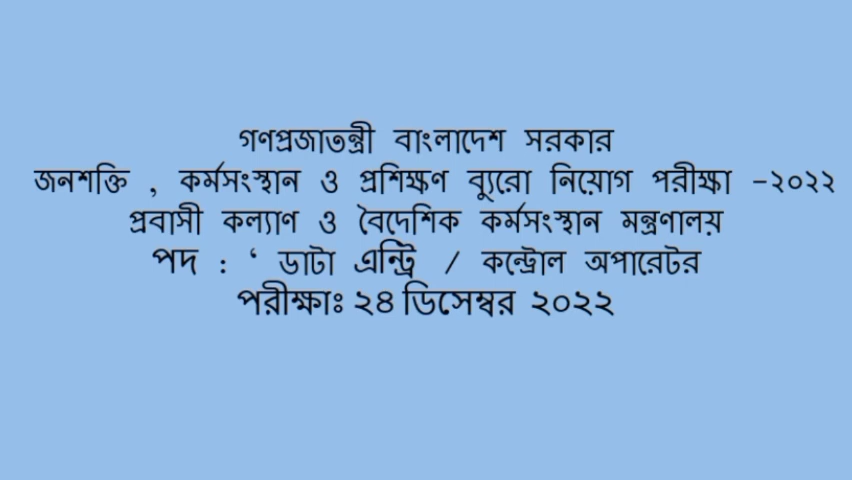 গণপ্রজাতন্ত্রী বাংলাদেশ সরকার
জনশক্তি , কর্মসংস্থান ও প্রশিক্ষণ ব্যুরো নিয়োগ পরীক্ষা -২০২২
প্রবাসী কল্যাণ ও বৈদেশিক কর্মসংস্থান মন্ত্রণালয়
পদ : ‘ ডাটা এন্ট্রি / কন্ট্রোল অপারেটর
পরীক্ষাঃ ২৪ ডিসেম্বর ২০২২